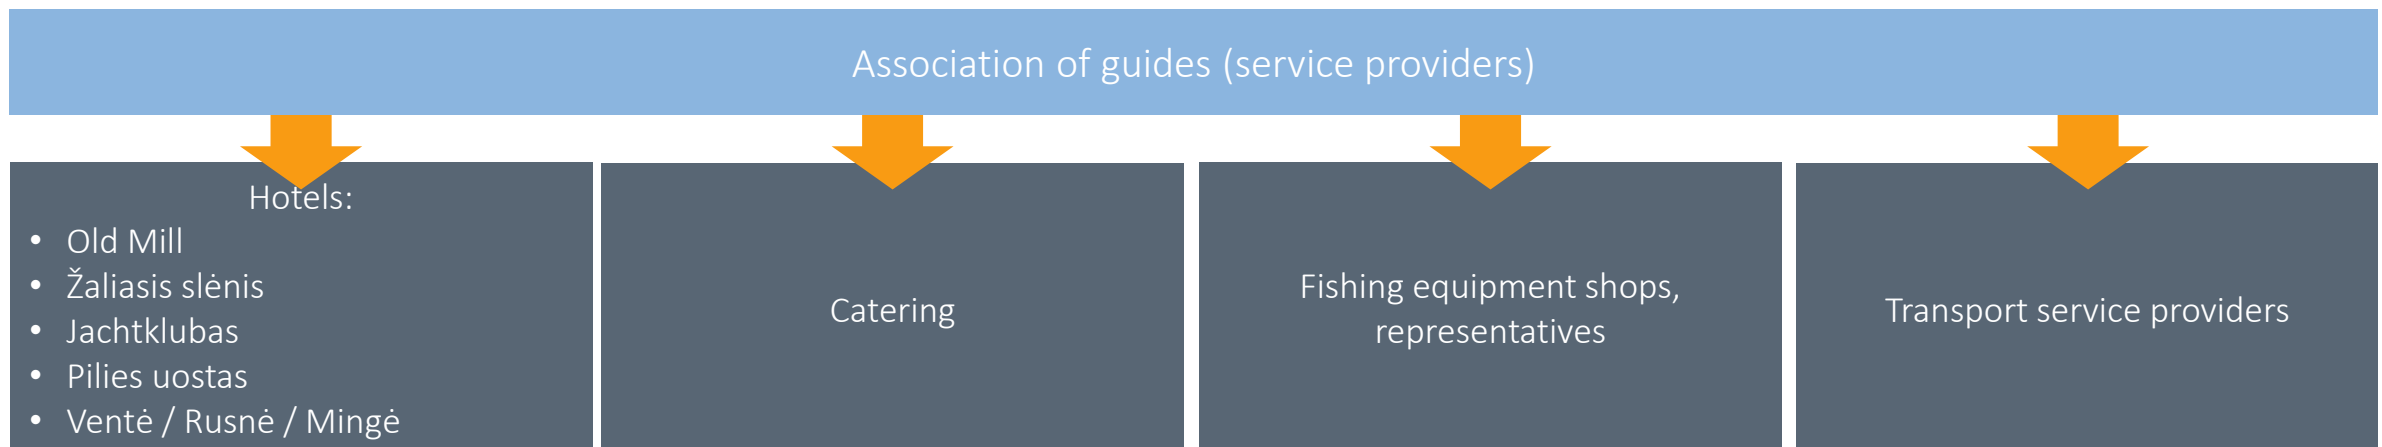 Association of guides (service providers)
Hotels:
• Old Mill
• Žaliasis slėnis
• Jachtklubas
• Pilies uostas
• Ventė / Rusnė / Mingė
Catering
Fishing equipment shops,
representatives
Transport service providers